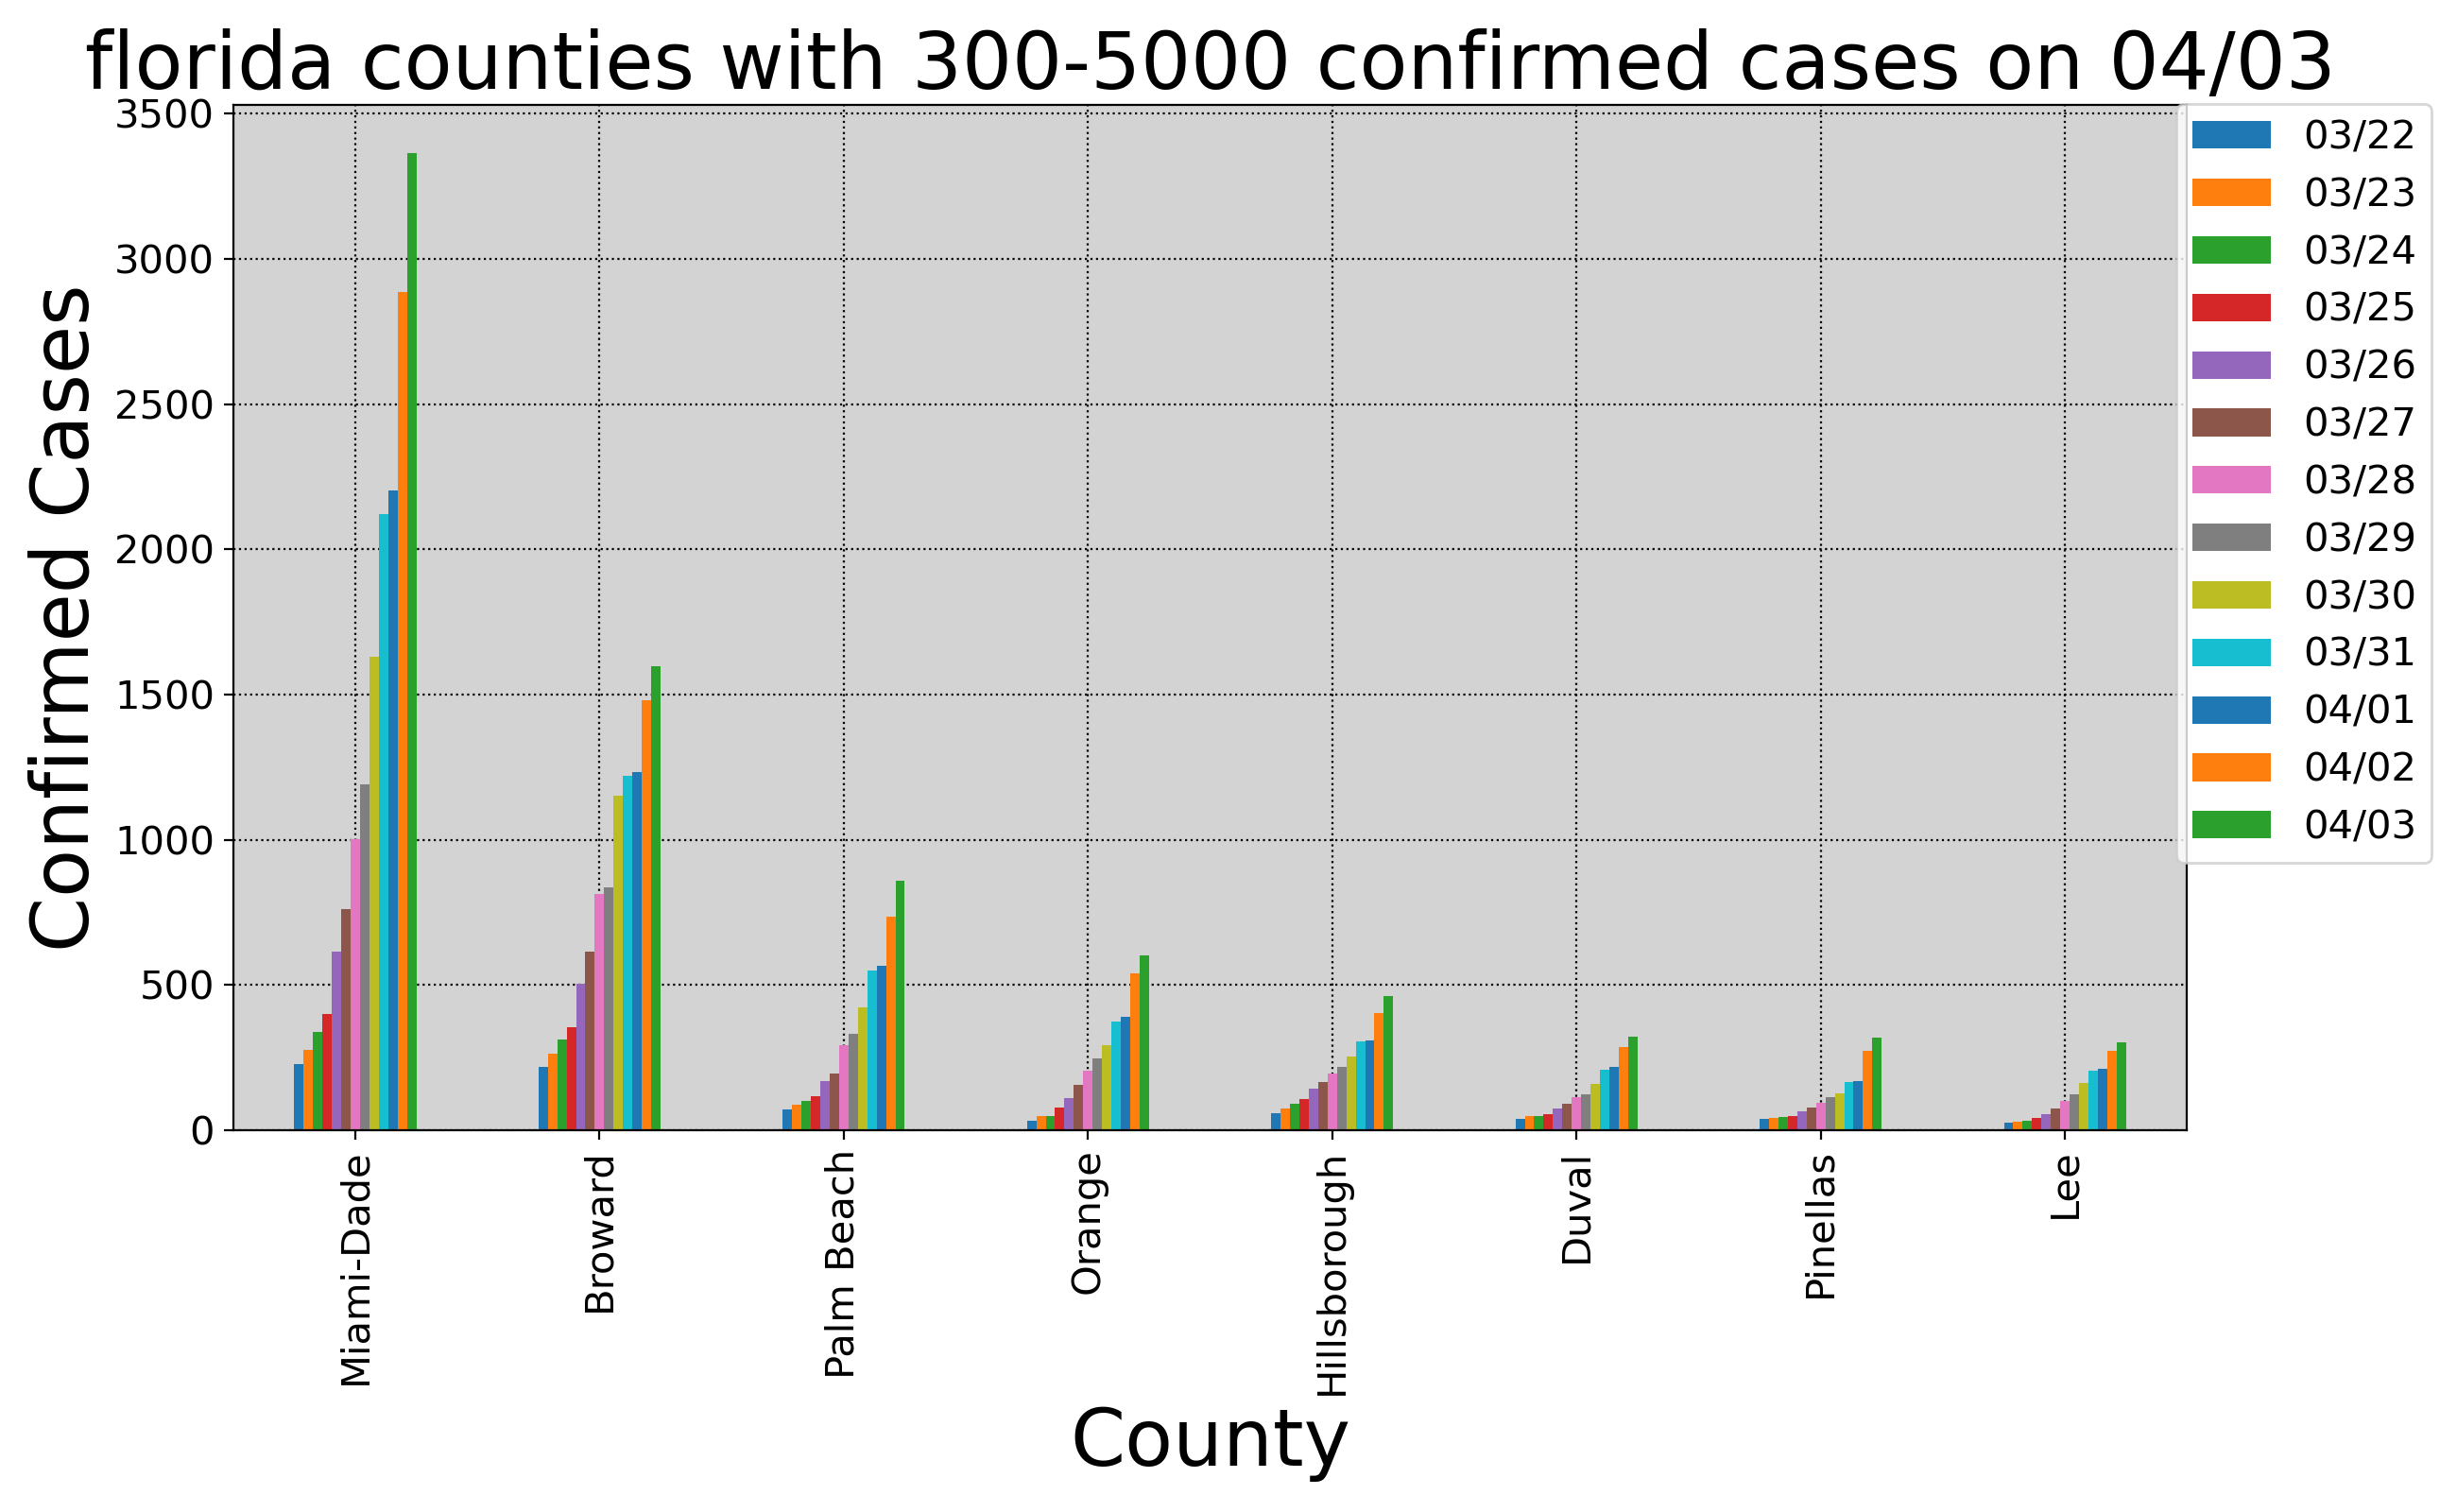 florida counties with 300-5000 confirmed cases on 04/03
Confirmed Cases
3500
3000
2500
2000
1500
1000
500
0
03/22
03/23
03/24
03/25
03/26
03/27
03/28
03/29
03/30
03/31
04/01
04/02
04/03
Miami-Dade
Broward
Palm Beach
Orange
Hillsborough
Duval
Pinellas
Lee
County